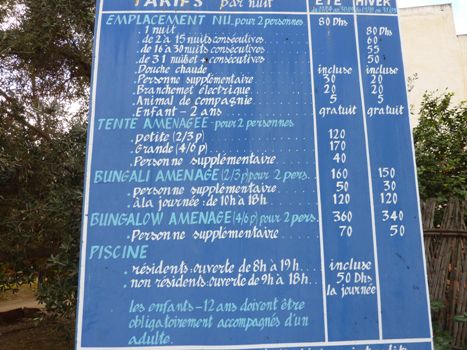 TARIFS par nuit ÉTÉ HIVER
EMPLACEMENT NU pour 2 personnes 80 Dhs
. 1 nuit 80 Dhs
. de 2 à 15 nuits consécutives 60
. de 16 à 30 nuits consécutives 55
. de 31 nuits et + consécutives 50
. Douche chaude incluse incluse
. Personne supplémentaire 30 20
. Branchemet électrique 20 20
. Animal de compagnie 5 5
. Enfant - 2 ans gratuit gratuit
TENTE AMÉNAGÉE pour 2 personnes
. petite (2/3 p) 120
. Grande (4/6 p) 170
. Personne supplémentaire 40
BUNGALI AMENAGE (2/3 p) pour 2 pers. 160 150
. personne supplémentaire 50 30
. à la journée : de 10h à 18h 120 120
BUNGALOW AMENAGE (4/6 p) pour 2 pers. 360 340
. Personne supplémentaire 70 50
PISCINE
. résidents : ouverte de 8h à 19h incluse
. non résidents : ouverte de 9h à 18h 50 Dhs
la journée
les enfants - 12 ans doivent être
obligatoirement accompagnés d'un
adulte.